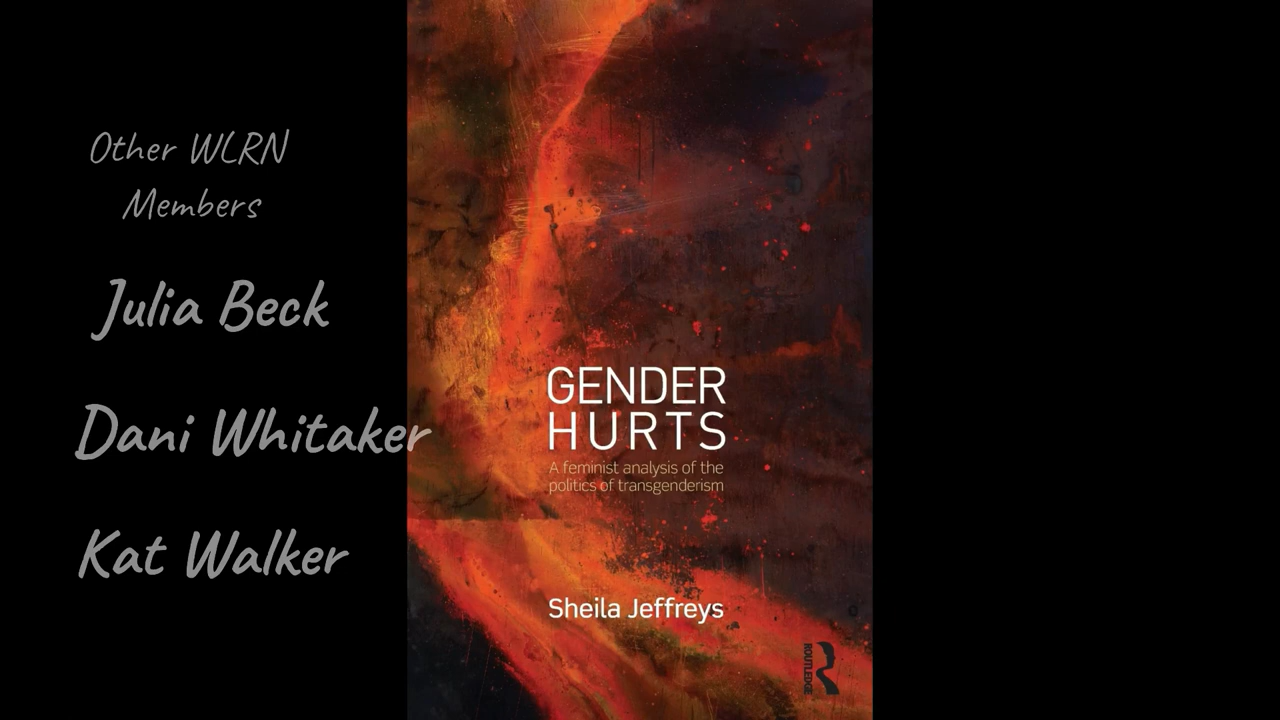 Other WLRN
Members
Julia Beck
Dani Whitaker
Kat Walker
GENDER
HURTS
A feminist analysis of the
politics of transgenderism
Sheila Jeffreys
ROUTLEDGE